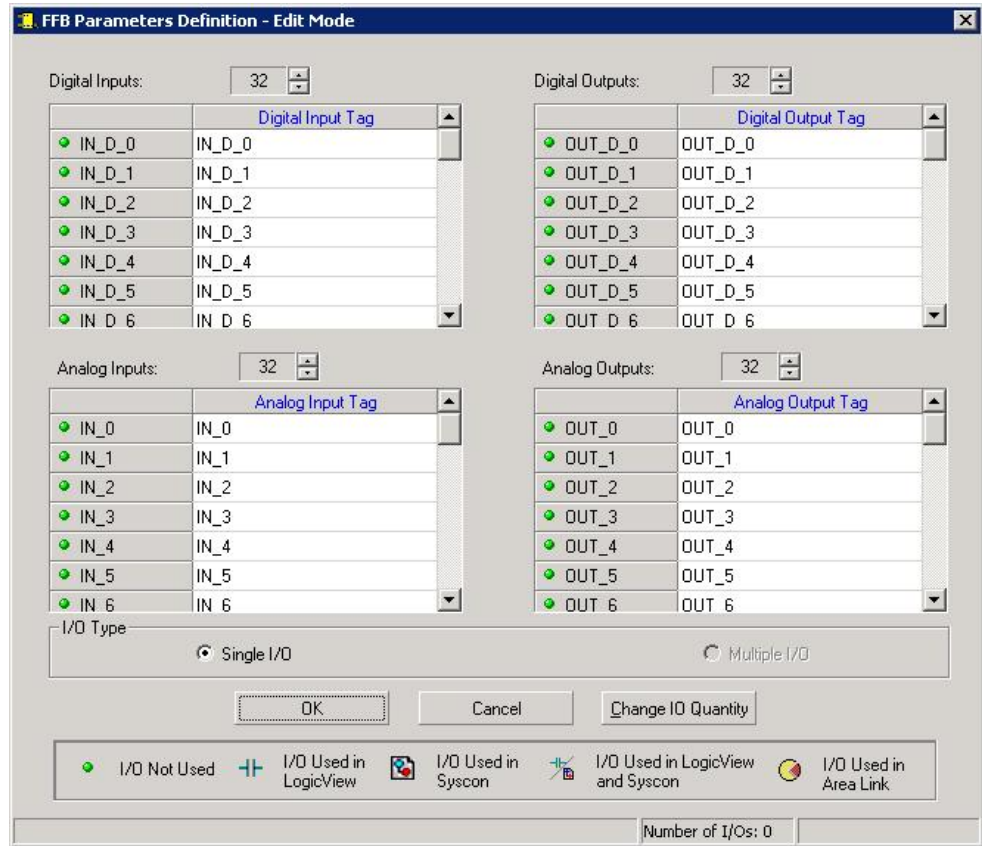 FFB Parameters Definition - Edit Mode
Digital Inputs: 32
Digital Input Tag
IN_D_0 IN_D_0
IN_D_1 IN_D_1
IN_D_2 IN_D_2
IN_D_3 IN_D_3
IN_D_4 IN_D_4
IN_D_5 IN_D_5
IN_D_6 IN_D_6
Digital Outputs: 32
Digital Output Tag
OUT_D_0 OUT_D_0
OUT_D_1 OUT_D_1
OUT_D_2 OUT_D_2
OUT_D_3 OUT_D_3
OUT_D_4 OUT_D_4
OUT_D_5 OUT_D_5
OUT_D_6 OUT_D_6
Analog Inputs: 32
Analog Input Tag
IN_0 IN_0
IN_1 IN_1
IN_2 IN_2
IN_3 IN_3
IN_4 IN_4
IN_5 IN_5
IN_6 IN_6
Analog Outputs: 32
Analog Output Tag
OUT_0 OUT_0
OUT_1 OUT_1
OUT_2 OUT_2
OUT_3 OUT_3
OUT_4 OUT_4
OUT_5 OUT_5
OUT_6 OUT_6
I/O Type
Single I/O Multiple I/O
OK Cancel Change IO Quantity
I/O Not Used
I/O Used in
LogicView
I/O Used in
Syscon
I/O Used in LogicView
and Syscon
I/O Used in
Area Link
Number of I/Os: 0